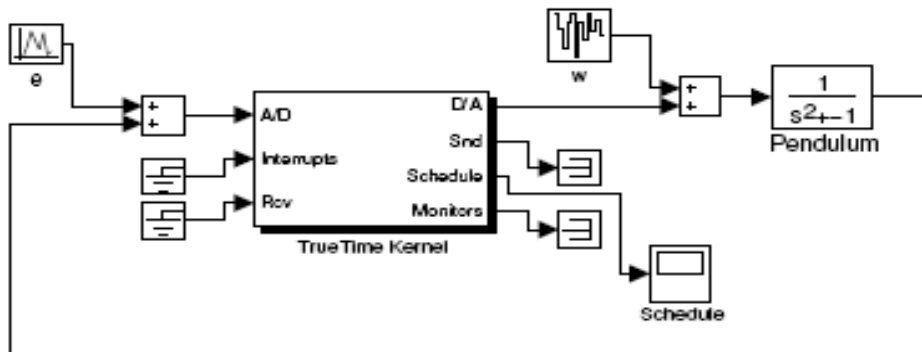 e
w
+
+
+
+
A/D
Interrupts
Rcv
D/A
Snd
Schedule
Monitors
TrueTime Kernel
1
s2+-1
Pendulum
Schedule